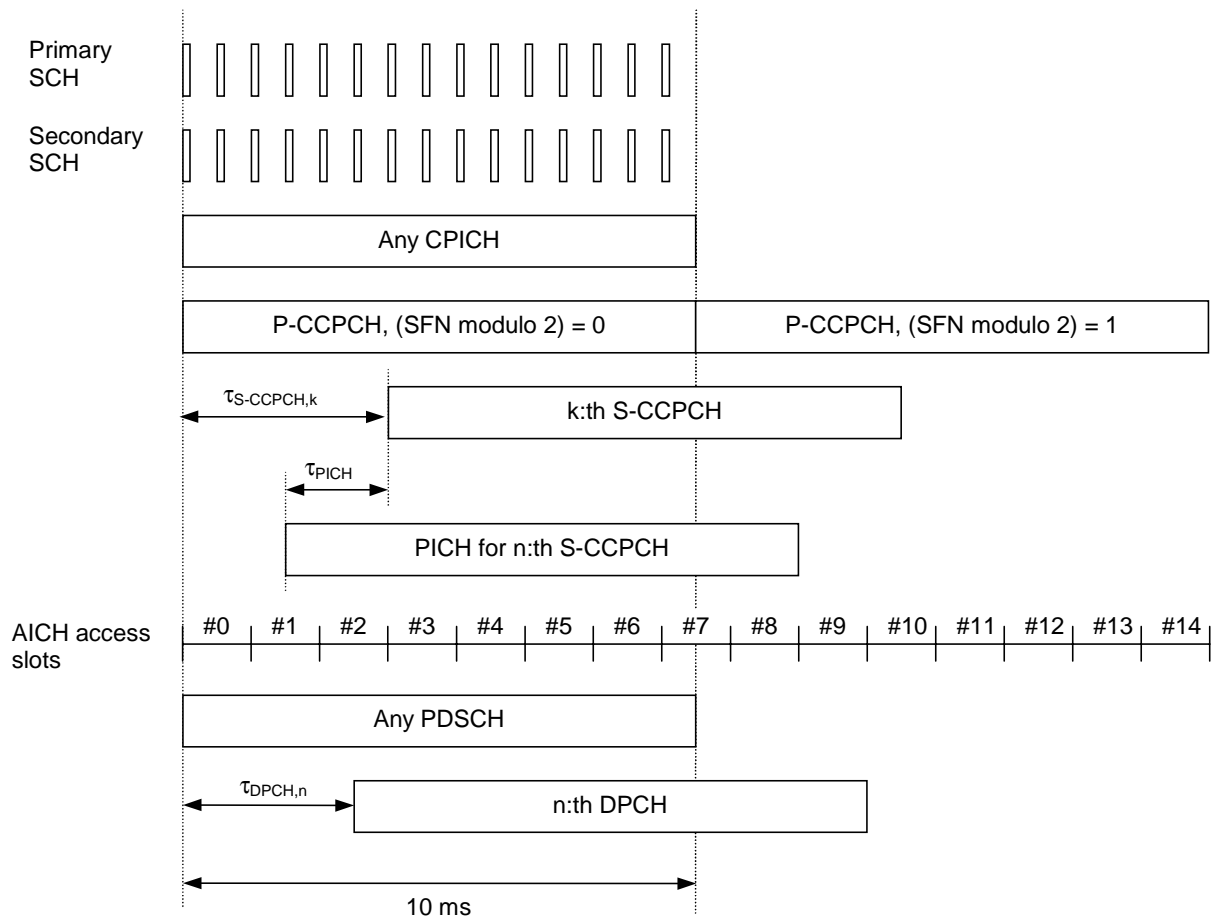 Primary
SCH
Secondary
SCH
Any CPICH
P-CCPCH, (SFN modulo 2) = 0
P-CCPCH, (SFN modulo 2) = 1
τS-CCPCH,k
k:th S-CCPCH
τPICH
PICH for n:th S-CCPCH
AICH access
slots
#0 #1 #2 #3 #4 #5 #6 #7 #8 #9 #10 #11 #12 #13 #14
Any PDSCH
τDPCH,n
n:th DPCH
10 ms